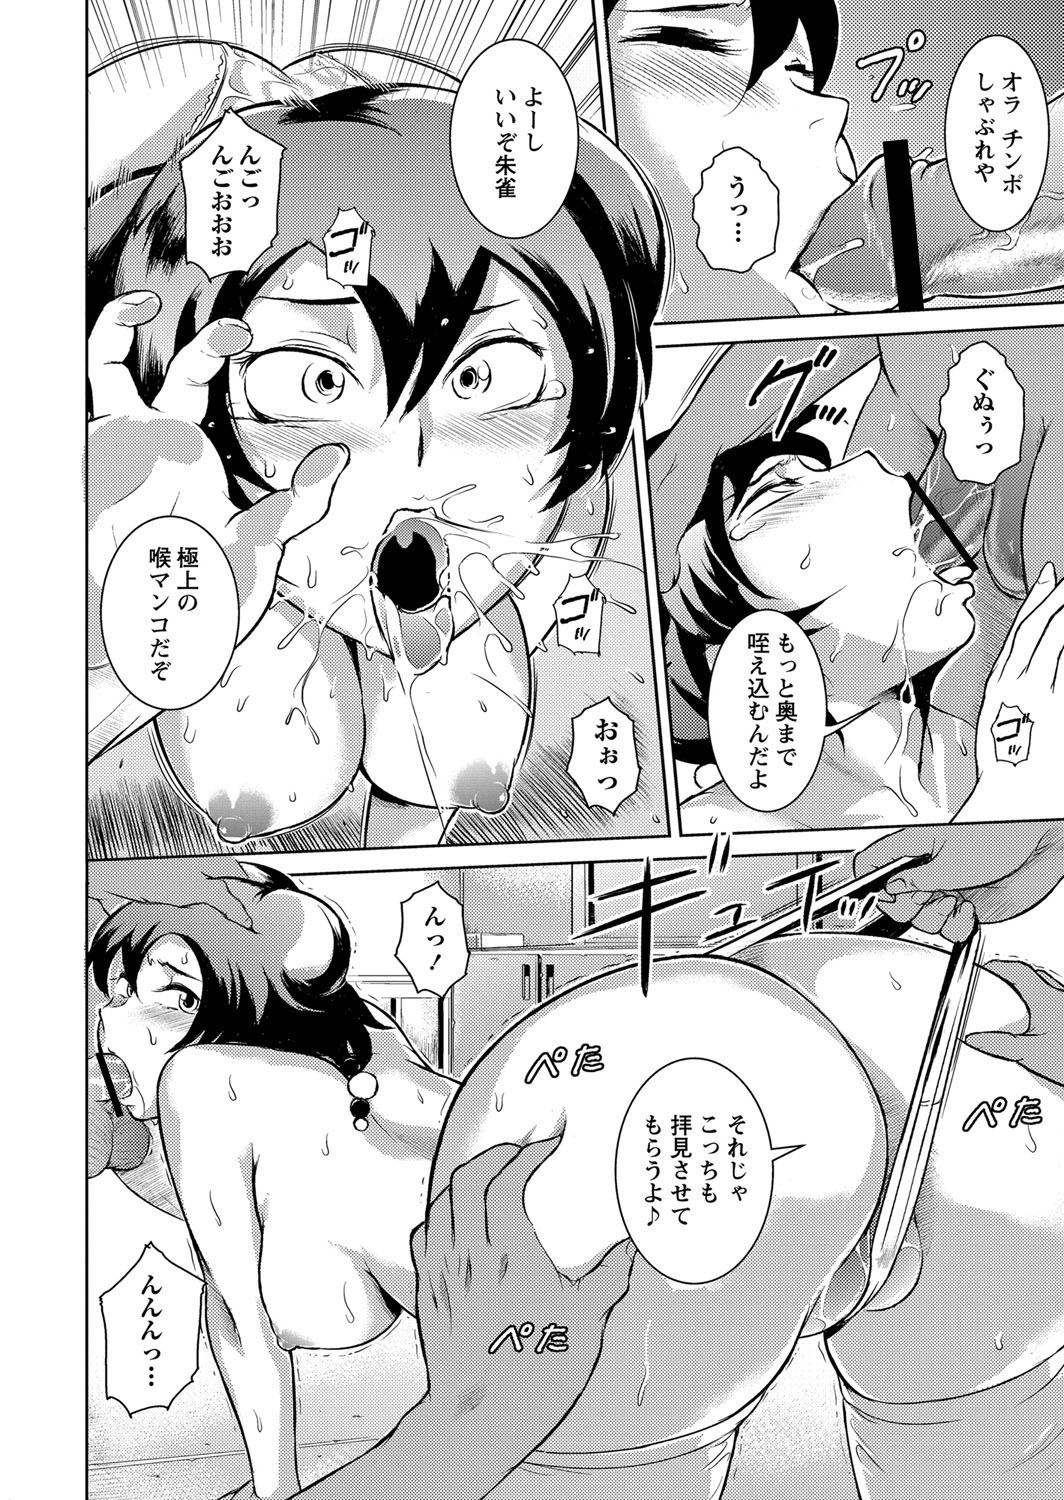 オラ チンポ
しゃぶれや
グプッ
うっ…
ぐぬぅっ
グヌッ
もっと奥まで
咥え込むんだよ
ゴッ
よーし
いいぞ朱雀
んごっ
んごおおお
ゴッ
極上の
喉マンコだぞ
ゴッ
おぉっ
ギュイッ
ぺた
それじゃ
こっちも
拝見させて
もらうよ♪
ぺた
ぺた
んっ!
んんんっ…